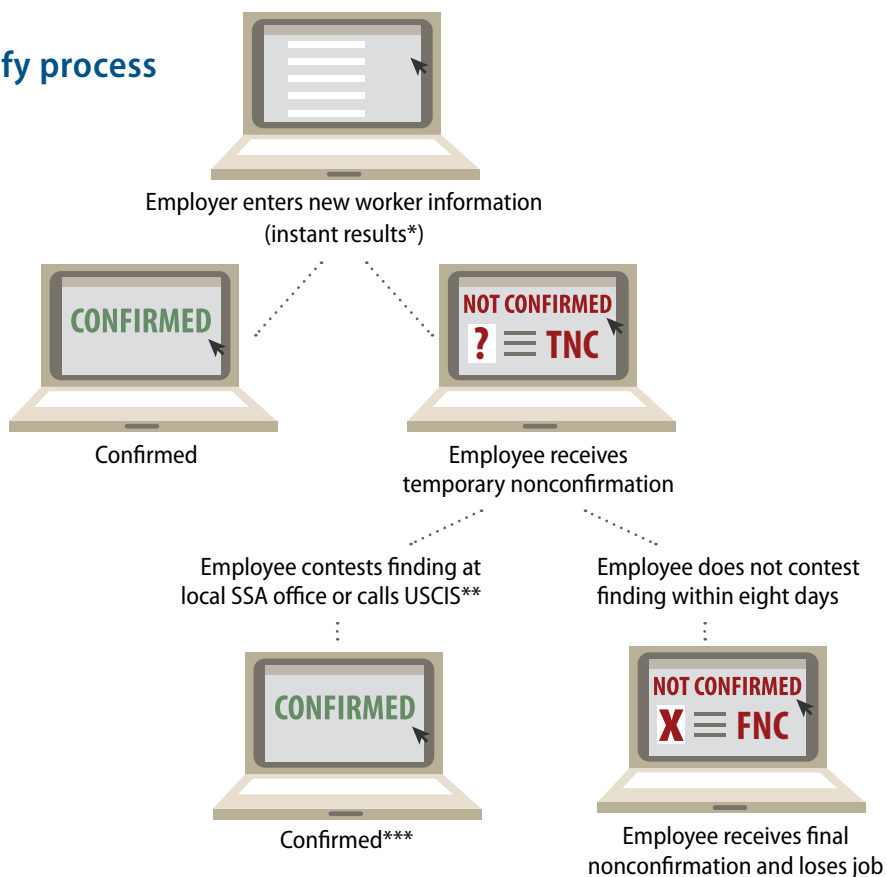 fy process
Employer enters new worker information
(instant results*)
CONFIRMED
NOT CONFIRMED
? TNC
Confirmed
Employee receives
temporary nonconfirmation
Employee contests finding at
local SSA office or calls USCIS**
Employee does not contest
finding within eight days
CONFIRMED
NOT CONFIRMED
X FNC
Confirmed***
Employee receives final
nonconfirmation and loses job